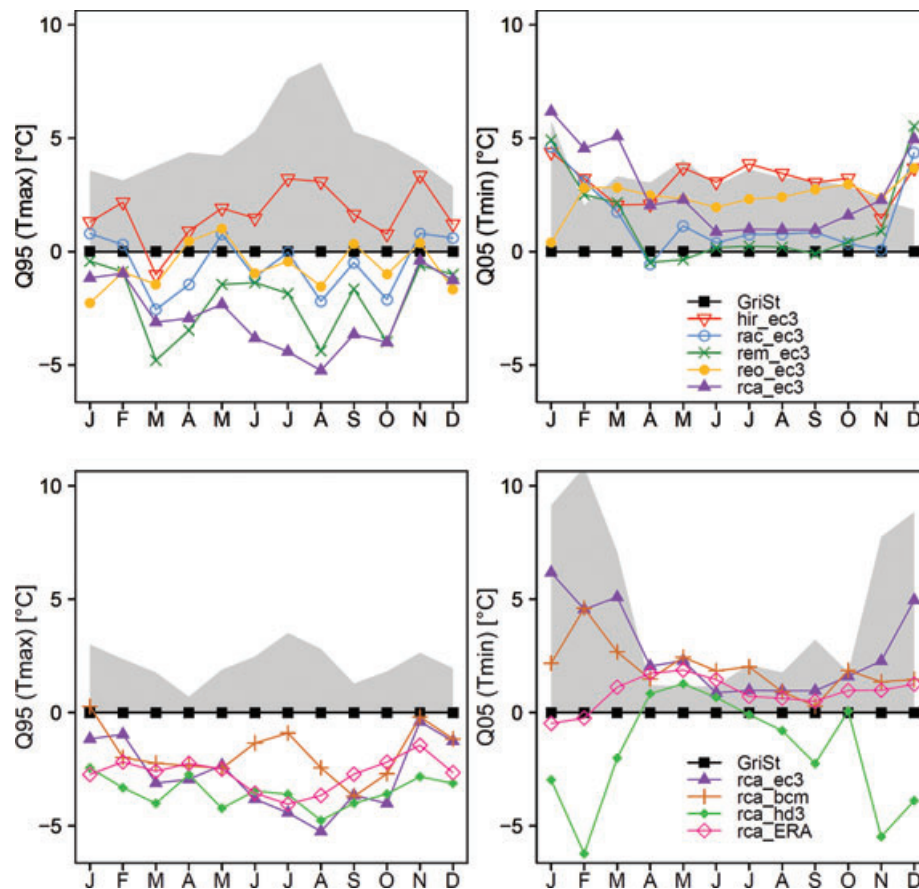 10
5
0
−5
Q95 (Tmax) [°C]
J F M A M J J A S O N D
10
5
0
−5
Q05 (Tmin) [°C]
GriSt
hir_ec3
rac_ec3
rem_ec3
reo_ec3
rca_ec3
J F M A M J J A S O N D
10
5
0
−5
Q95 (Tmax) [°C]
J F M A M J J A S O N D
10
5
0
−5
Q05 (Tmin) [°C]
GriSt
rca_ec3
rca_bcm
rca_hd3
rca_ERA
J F M A M J J A S O N D